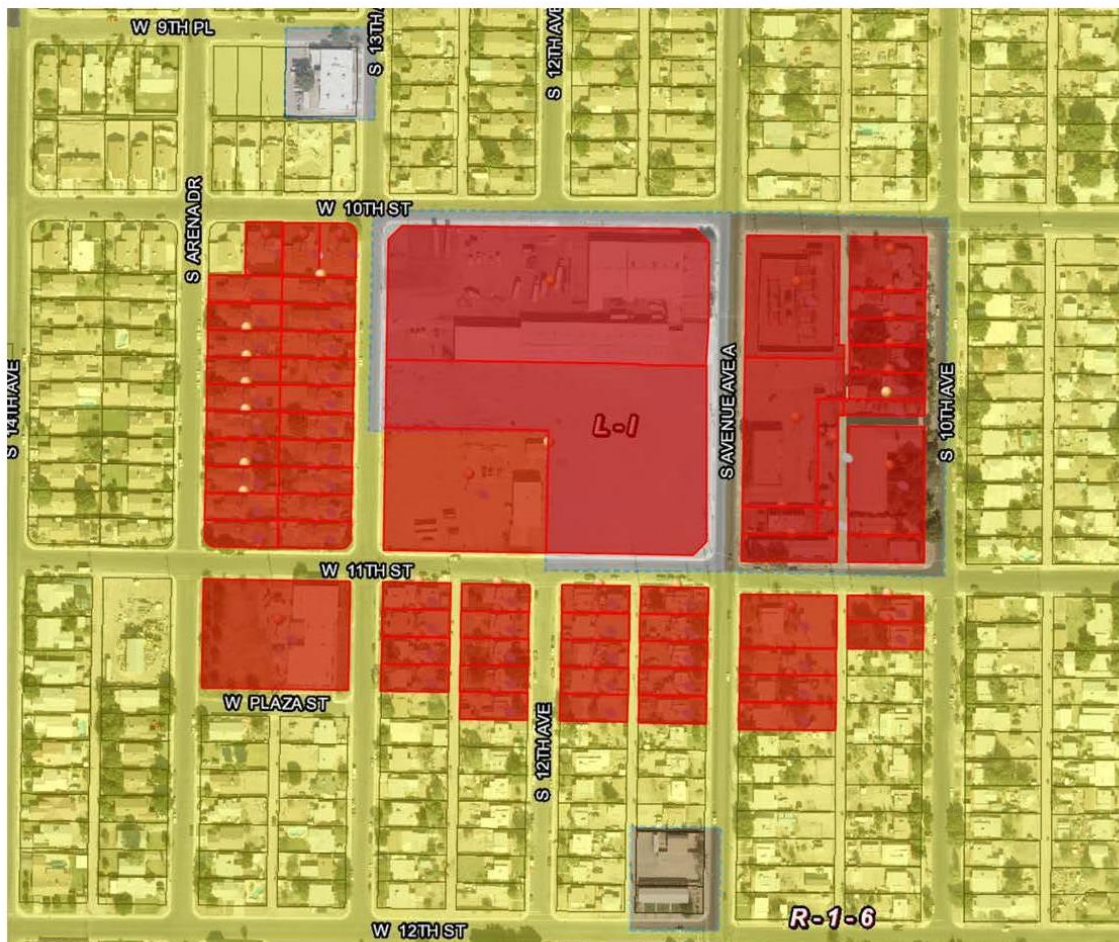 W 9TH PL
S 13TH
S 12TH AVE
S ARENA DR
W 10TH ST
S 14TH AVE
L-I
S AVENUE AVE A
S 10TH AVE
W 11TH ST
W PLAZA ST
S 12TH AVE
R-1-6
W 12TH ST